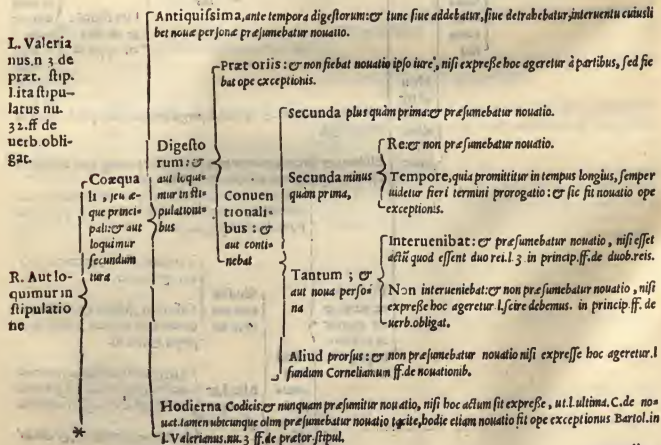 L. Valeria
nus.n 3 de
præt. stip.
l.ita stipu-
latus nu.
32.ff de
uerb.obli-
gat.
R. Aut lo-
quimur in
stipulatio
ne
*
Coæqua
li, seu æ-
que princi-
pali:& aut
loquimur
secundum
iura
Antiquissima, ante tempora digestorum:& tunc siue addebatur, siue detrahebatur, interuentu cuiusli
bet nouæ personæ præsumebatur nouatio.
Digesto
rum:&
aut loqui-
mur in sti-
pulationi-
bus
Præt oriis : & non fiebat nouatio ipso iure, nisi expreße hoc ageretur à partibus, sed fie
bat ope exceptionis.
Conuen
tionali-
bus : &
aut conti-
nebat
Secunda plus quàm prima:& præsumebatur nouatio.
Secunda minus
quàm prima,
Re:& non præsumebatur nouatio.
Tempore, quia promittitur in tempus longius, semper
uidetur fieri termini prorogatio : & sic fit nouatio ope
exceptionis.
Tantum ; &
aut noua perso-
na
Interuenibat: & præsumebatur nouatio, nisi esset
actũ quod essent duo rei.l. 3 in princip.ff.de duob.reis.
Non interueniebat:& non præsumebatur nouatio, nisi
expreße hoc ageretur l.scire debemus. in princip.ff. de
uerb.obligat.
Aliud prorsus : & non præsumebatur nouatio nisi expresse hoc ageretur.l
fundum Cornelianum ff.de nouationib.
Hodierna Codicis:& nunquam præsumitur nouatio, nisi hoc actum sit expreße, ut.l.ultima.C.de no-
uat.tamen ubicunque olim præsumebatur nouatio tacite, hodie etiam nouatio fit ope exceptionus Bartol.in
l.Valerianus.nu.3 ff.de prætor.stipul,